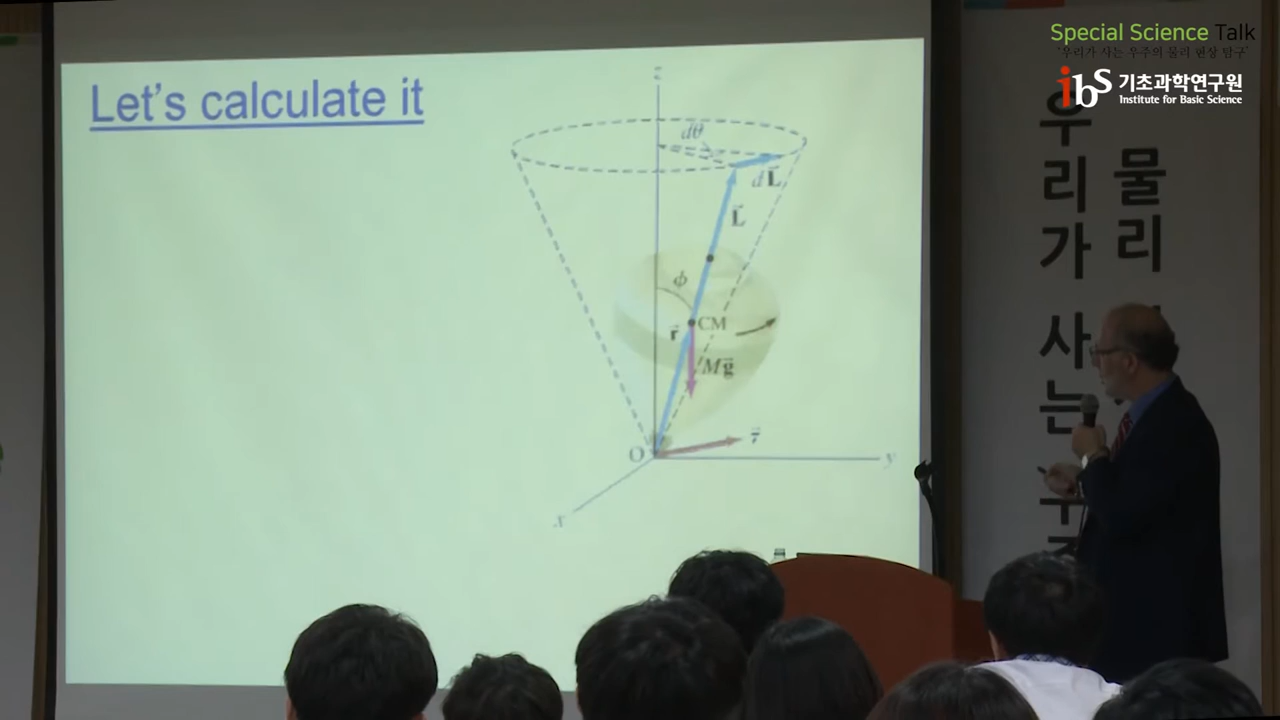 Special Science Talk
'우리가 사는 우주의 물리 현상 탐구'
ibs 기초과학연구원
Institute for Basic Science
Let's calculate it
z
dθ
dL⃗
L⃗
ϕ
CM
r⃗
Mg⃗
O
τ⃗
y
x
우리가 사는 우주
물리